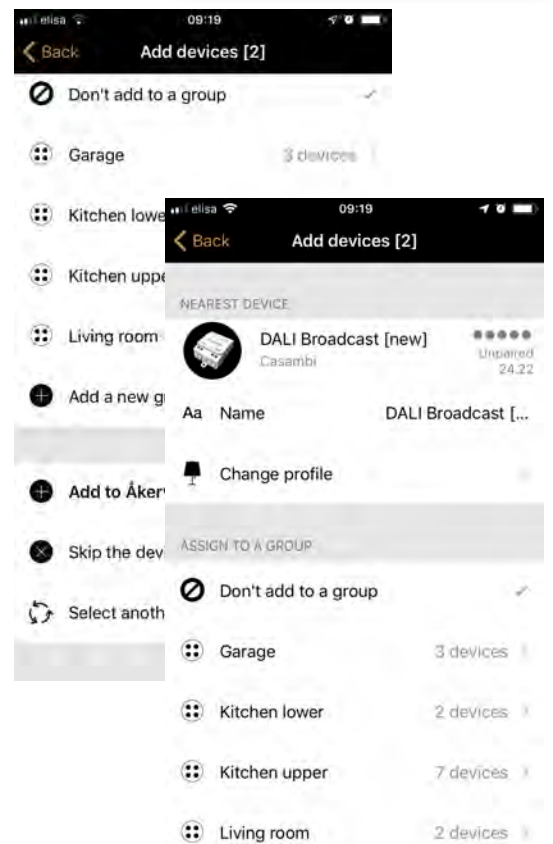 elisa 09:19
Back Add devices [2]
Don't add to a group
Garage 3 devices
Kitchen lowe
Kitchen uppe
Living room
Add a new g
Add to Åker
Skip the dev
Select anoth
elisa 09:19
Back Add devices [2]
NEAREST DEVICE
DALI Broadcast [new]
Casambi
Unpaired
24.22
Aa Name DALI Broadcast [...
Change profile
ASSIGN TO A GROUP
Don't add to a group
Garage 3 devices
Kitchen lower 2 devices
Kitchen upper 7 devices
Living room 2 devices